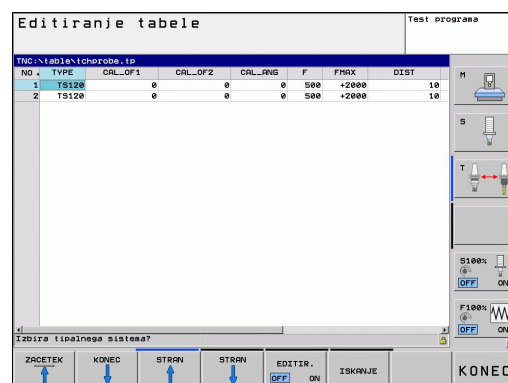 Editiranje tabele
Test programa
TNC:\table\tchprobe.tp
NO TYPE CAL_OF1 CAL_OF2 CAL_ANG F FMAX DIST
1 TS120 0 0 0 500 +2000 10
2 TS120 0 0 0 500 +2000 10
Izbira tipalnega sistema?
M
S
T
S100%
OFF ON
F100%
OFF ON
ZACETEK KONEC STRAN STRAN EDITIR. ISKANJE KONEC
OFF ON